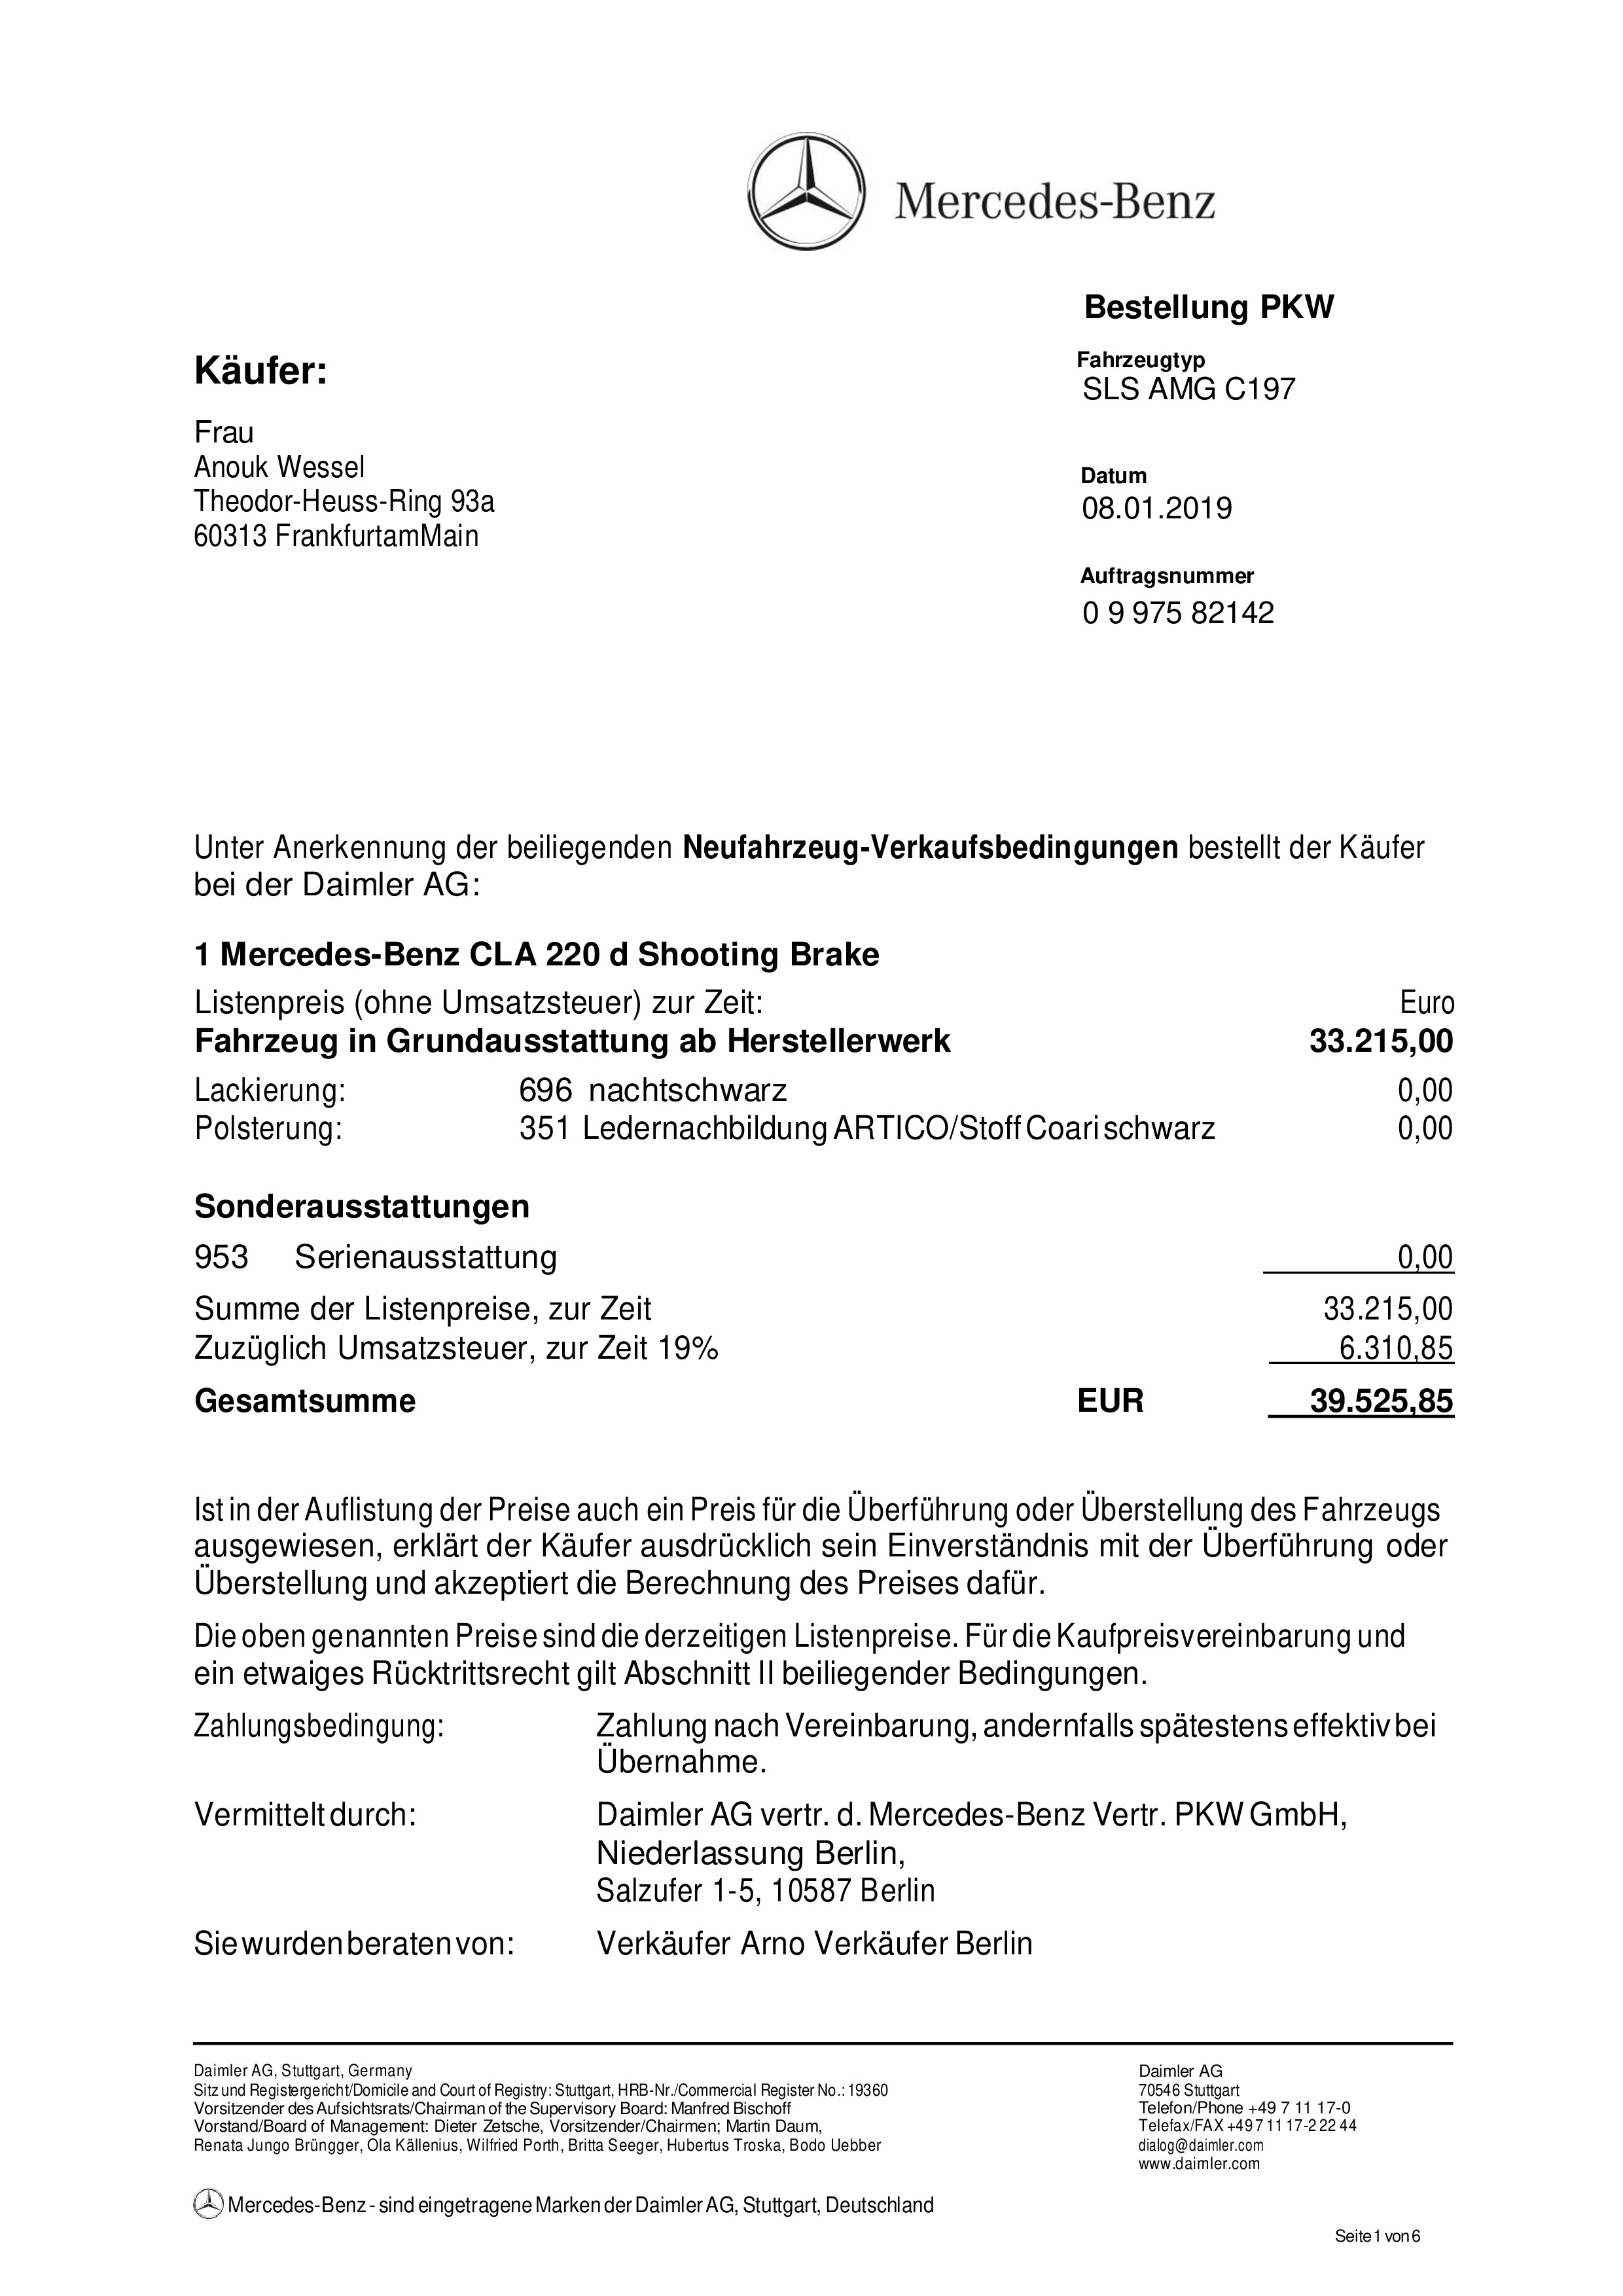 Mercedes-Benz
Bestellung PKW
Käufer:
Fahrzeugtyp
SLS AMG C197
Frau
Anouk Wessel
Theodor-Heuss-Ring 93a
60313 FrankfurtamMain
Datum
08.01.2019
Auftragsnummer
0 9 975 82142
Unter Anerkennung der beiliegenden Neufahrzeug-Verkaufsbedingungen bestellt der Käufer
bei der Daimler AG:
1 Mercedes-Benz CLA 220 d Shooting Brake
Listenpreis (ohne Umsatzsteuer) zur Zeit: Euro
Fahrzeug in Grundausstattung ab Herstellerwerk 33.215,00
Lackierung: 696 nachtschwarz 0,00
Polsterung: 351 Ledernachbildung ARTICO/Stoff Coari schwarz 0,00
Sonderausstattungen
953 Serienausstattung 0,00
Summe der Listenpreise, zur Zeit 33.215,00
Zuzüglich Umsatzsteuer, zur Zeit 19% 6.310,85
Gesamtsumme EUR 39.525,85
Ist in der Auflistung der Preise auch ein Preis für die Überführung oder Überstellung des Fahrzeugs
ausgewiesen, erklärt der Käufer ausdrücklich sein Einverständnis mit der Überführung oder
Überstellung und akzeptiert die Berechnung des Preises dafür.
Die oben genannten Preise sind die derzeitigen Listenpreise. Für die Kaufpreisvereinbarung und
ein etwaiges Rücktrittsrecht gilt Abschnitt II beiliegender Bedingungen.
Zahlungsbedingung: Zahlung nach Vereinbarung, andernfalls spätestens effektiv bei
Übernahme.
Vermittelt durch: Daimler AG vertr. d. Mercedes-Benz Vertr. PKW GmbH,
Niederlassung Berlin,
Salzufer 1-5, 10587 Berlin
Sie wurden beraten von: Verkäufer Arno Verkäufer Berlin
Daimler AG, Stuttgart, Germany
Sitz und Registergericht/Domicile and Court of Registry: Stuttgart, HRB-Nr./Commercial Register No.: 19360
Vorsitzender des Aufsichtsrats/Chairman of the Supervisory Board: Manfred Bischoff
Vorstand/Board of Management: Dieter Zetsche, Vorsitzender/Chairmen; Martin Daum,
Renata Jungo Brüngger, Ola Källenius, Wilfried Porth, Britta Seeger, Hubertus Troska, Bodo Uebber
Daimler AG
70546 Stuttgart
Telefon/Phone +49 7 11 17-0
Telefax/FAX +49 7 11 17-2 22 44
dialog@daimler.com
www.daimler.com
Mercedes-Benz - sind eingetragene Marken der Daimler AG, Stuttgart, Deutschland
Seite 1 von 6